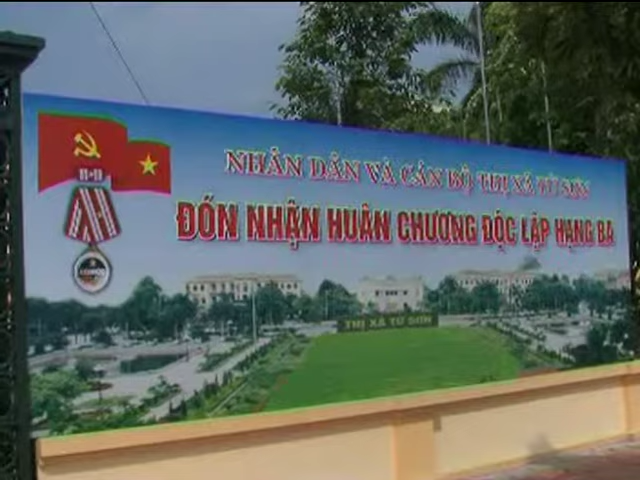 NHÂN DÂN VÀ CÁN BỘ THỊ XÃ TỪ SƠN
ĐÓN NHẬN HUÂN CHƯƠNG ĐỘC LẬP HẠNG BA
THỊ XÃ TỪ SƠN